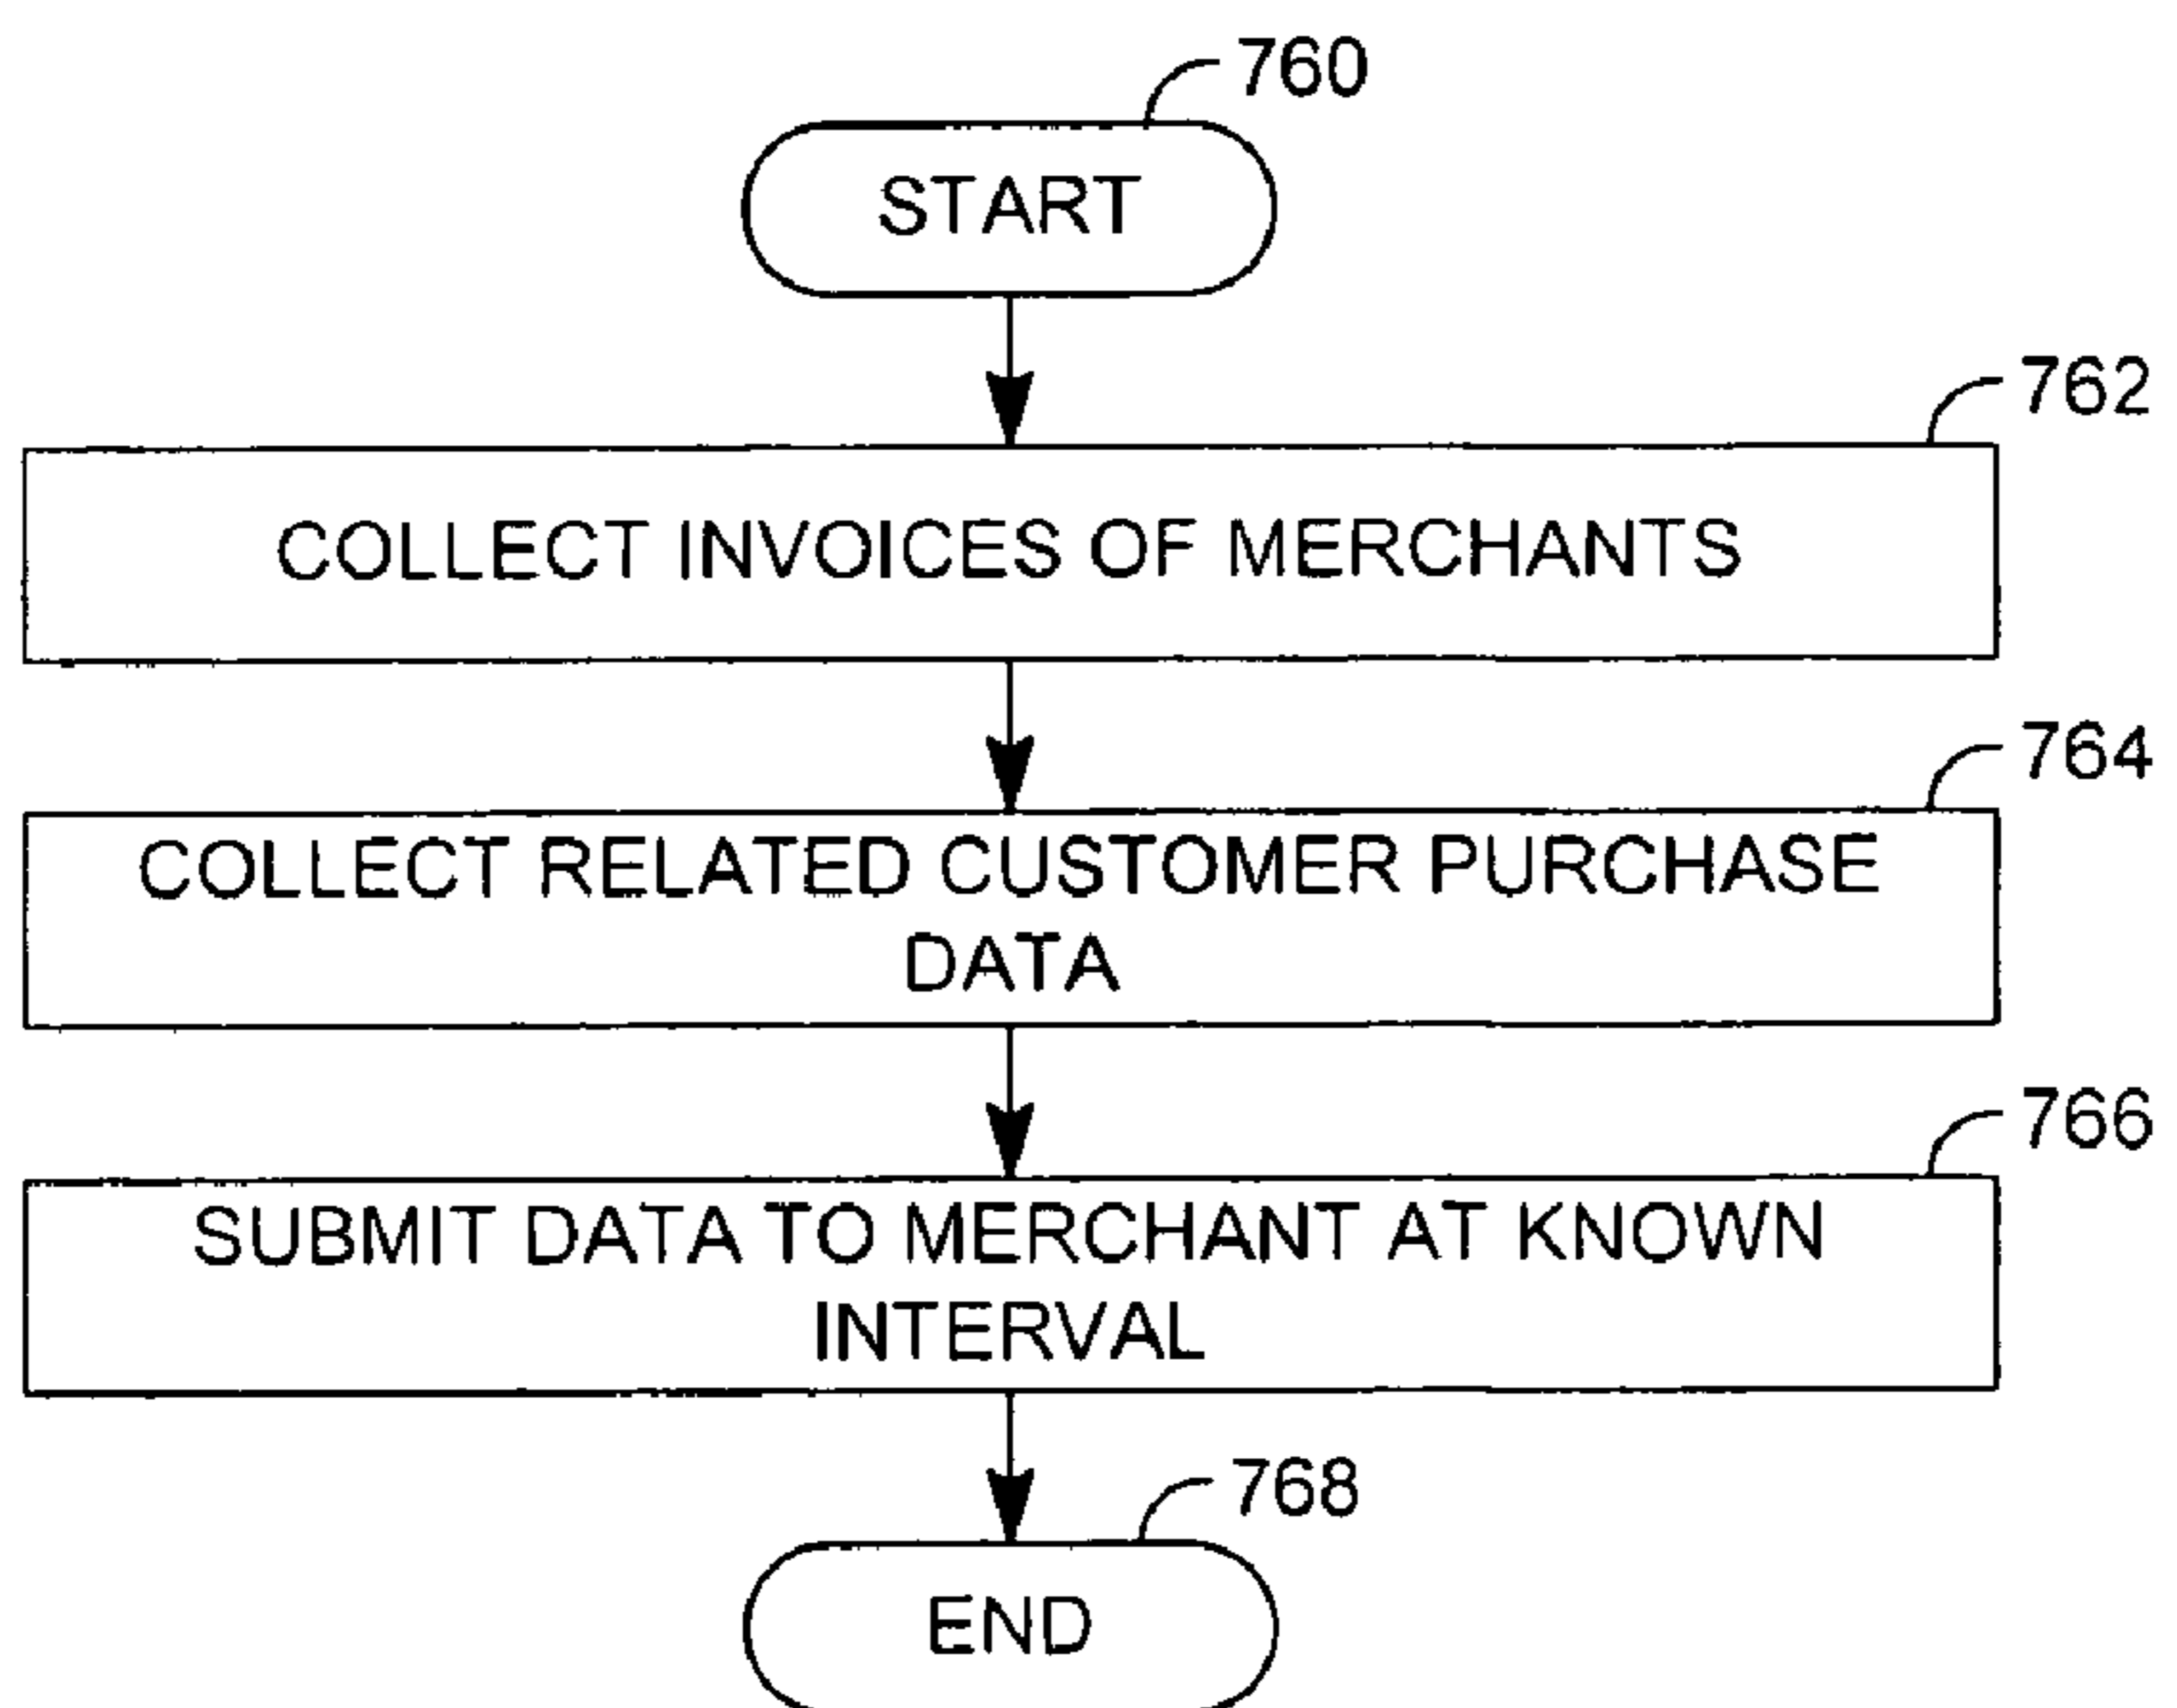 760
START
762
COLLECT INVOICES OF MERCHANTS
764
COLLECT RELATED CUSTOMER PURCHASE
DATA
766
SUBMIT DATA TO MERCHANT AT KNOWN
INTERVAL
768
END